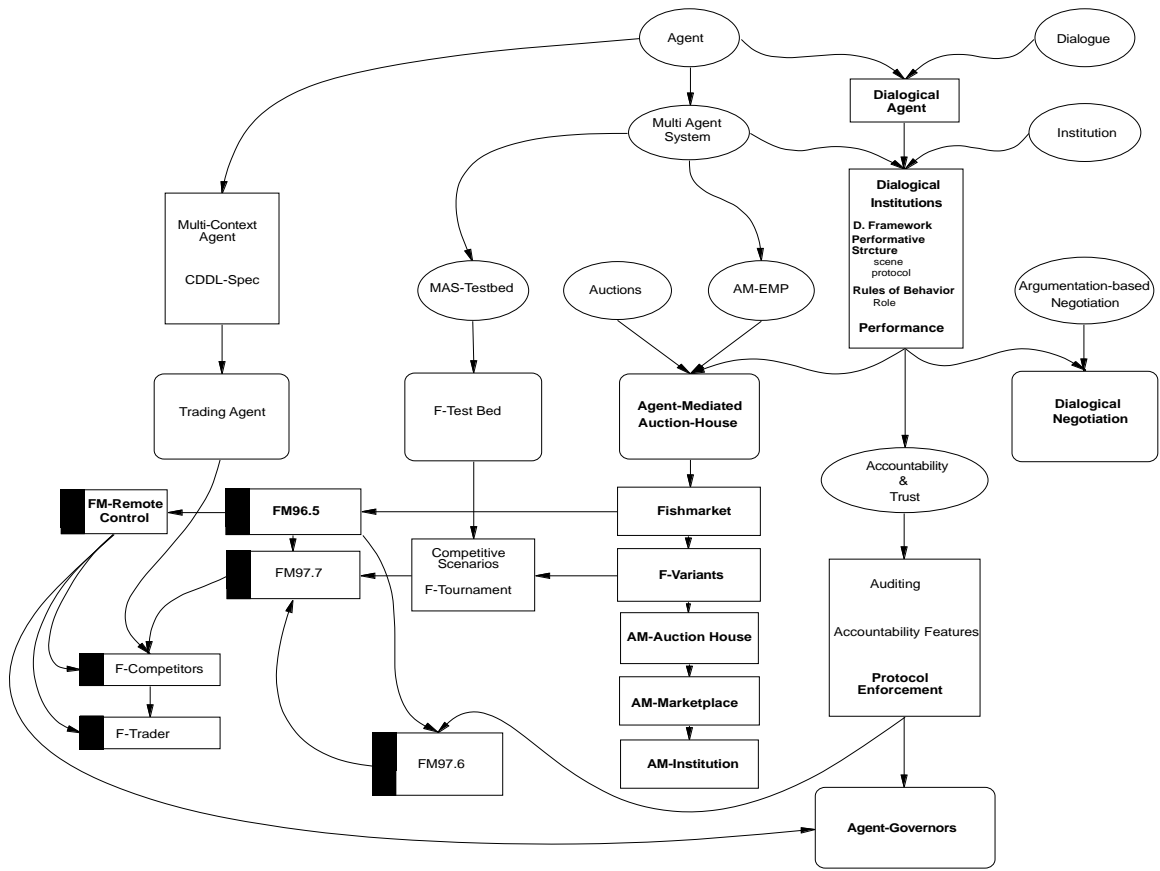 Agent
Dialogue
Dialogical
Agent
Multi Agent
System
Institution
Dialogical
Institutions
D. Framework
Performative
Strcture
scene
protocol
Rules of Behavior
Role
Performance
Multi-Context
Agent
CDDL-Spec
MAS-Testbed
Auctions
AM-EMP
Argumentation-based
Negotiation
Trading Agent
F-Test Bed
Agent-Mediated
Auction-House
Dialogical
Negotiation
Accountability
&
Trust
FM-Remote
Control
FM96.5
Fishmarket
FM97.7
Competitive
Scenarios
F-Tournament
F-Variants
Auditing
Accountability Features
Protocol
Enforcement
AM-Auction House
F-Competitors
AM-Marketplace
F-Trader
FM97.6
AM-Institution
Agent-Governors